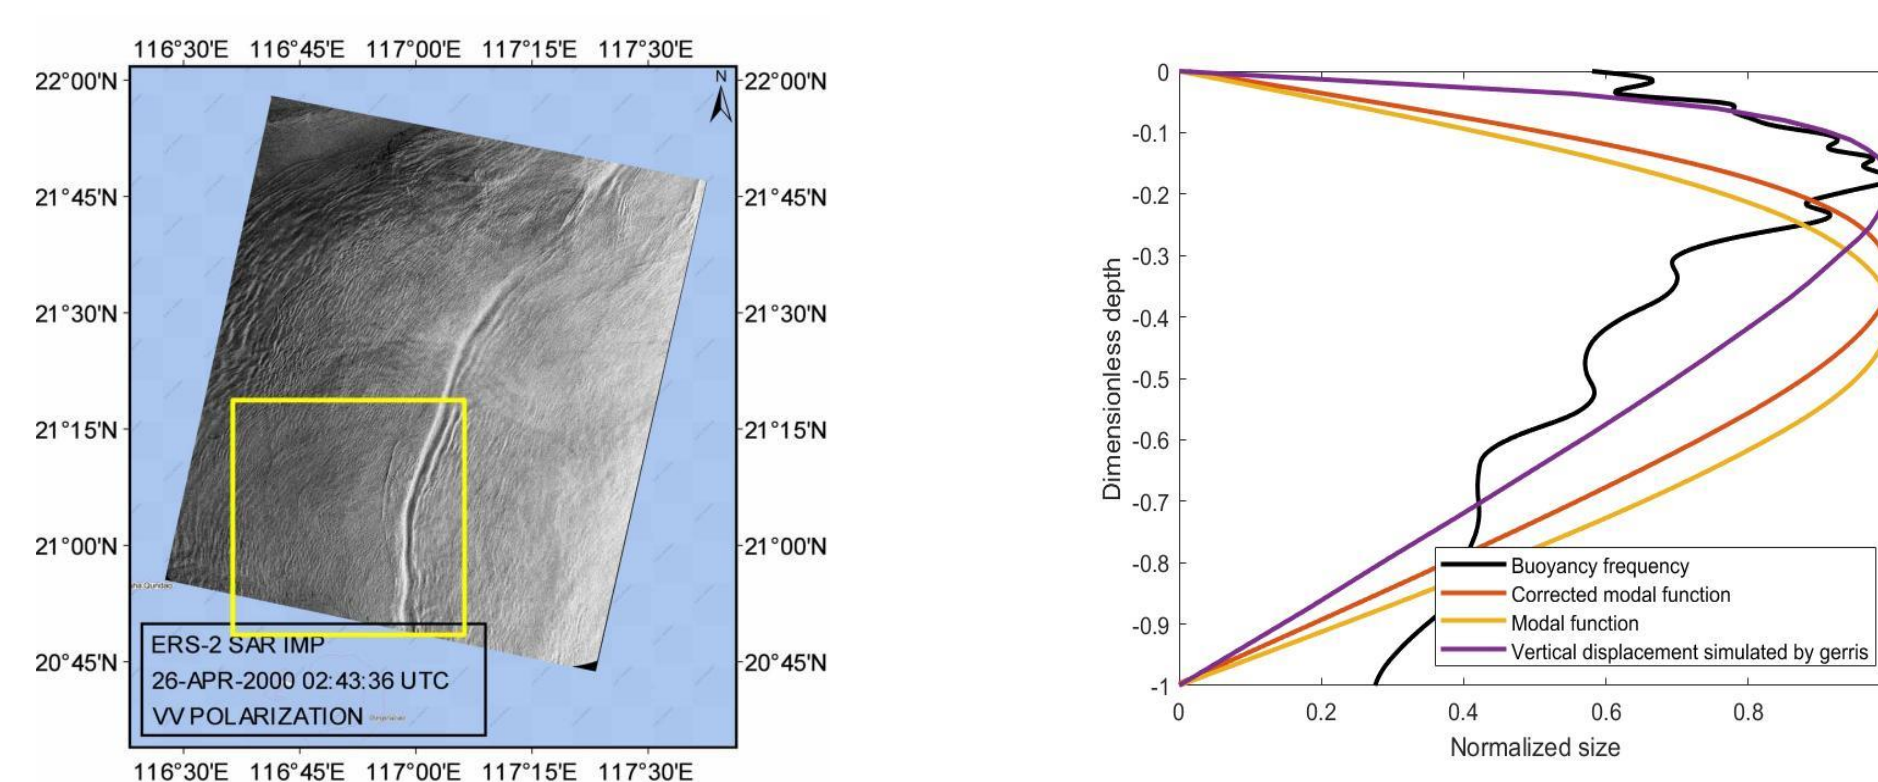 116°30'E 116°45'E 117°00'E 117°15'E 117°30'E
N
22°00'N 22°00'N
21°45'N 21°45'N
21°30'N 21°30'N
21°15'N 21°15'N
21°00'N 21°00'N
20°45'N 20°45'N
Qundao
ERS-2 SAR IMP
26-APR-2000 02:43:36 UTC
VV POLARIZATION
116°30'E 116°45'E 117°00'E 117°15'E 117°30'E
0
-0.1
-0.2
-0.3
-0.4
-0.5
-0.6
-0.7
-0.8
-0.9
-1
Dimensionless depth
Buoyancy frequency
Corrected modal function
Modal function
Vertical displacement simulated by gerris
0 0.2 0.4 0.6 0.8
Normalized size